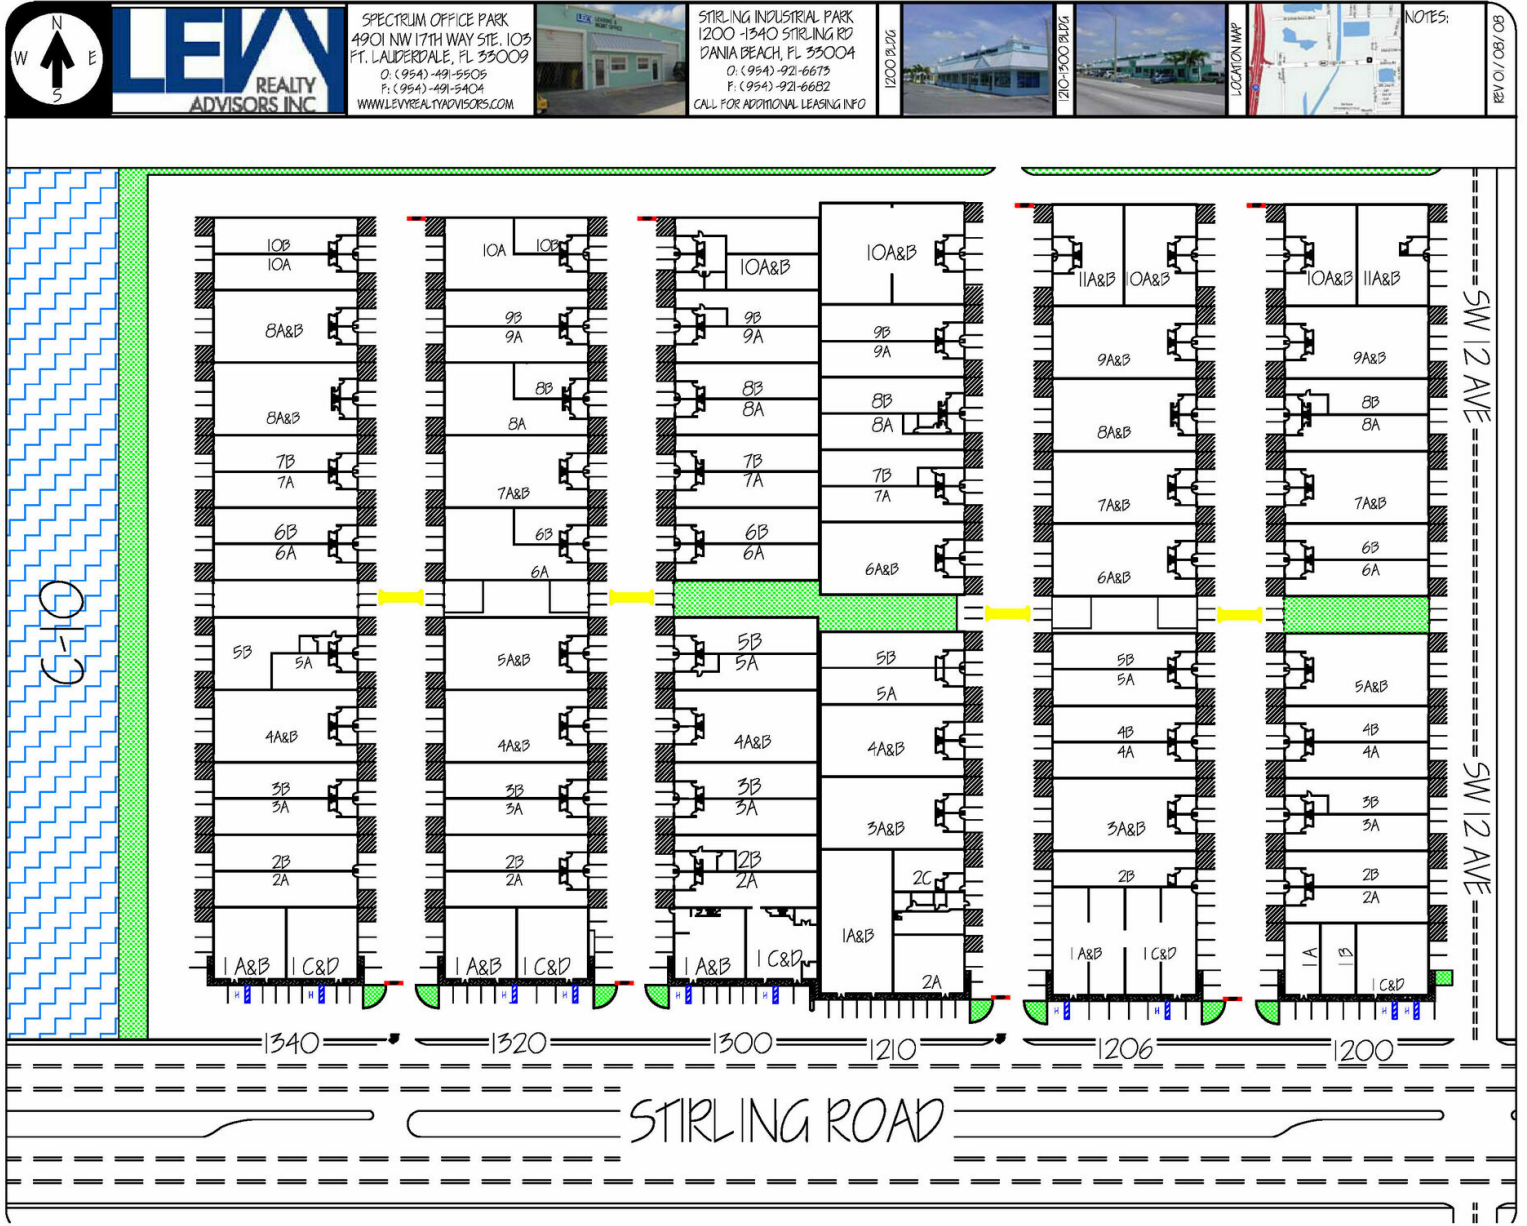 N
W E
S
LEVY
REALTY
ADVISORS INC
SPECTRUM OFFICE PARK
4901 NW 17TH WAY STE. 103
FT. LAUDERDALE, FL 33009
O: (954) -491-5505
F: (954) -491-5404
WWW.LEVYREALTYADVISORS.COM
STIRLING INDUSTRIAL PARK
1200 -1340 STIRLING RD
DANIA BEACH, FL 33004
O: (954) -921-6673
F: (954) -921-6682
CALL FOR ADDITIONAL LEASING INFO
1200 BLDG
1210-1300 BLDG
LOCATION MAP
NOTES:
REV 01/08/08
C-10
10B
10A
8A&B
8A&B
7B
7A
6B
6A
5B
5A
4A&B
3B
3A
2B
2A
1 A&B
1 C&D
H
H
1340
10A
10B
9B
9A
8B
8A
7A&B
6B
6A
5A&B
4A&B
3B
3A
2B
2A
1 A&B
1 C&D
H
H
1320
10A&B
9B
9A
8B
8A
7B
7A
6B
6A
5B
5A
4A&B
3B
3A
2B
2A
1 A&B
1 C&D
H
H
1300
10A&B
9B
9A
8B
8A
7B
7A
6A&B
5B
5A
4A&B
3A&B
2C
1A&B
2A
1210
11A&B
10A&B
9A&B
8A&B
7A&B
6A&B
5B
5A
4B
4A
3A&B
2B
1 A&B
1 C&D
H
H
1206
10A&B
11A&B
9A&B
8B
8A
7A&B
6B
6A
5A&B
4B
4A
3B
3A
2B
2A
1A
1B
1 C&D
H
H
1200
SW 12 AVE
SW 12 AVE
STIRLING ROAD